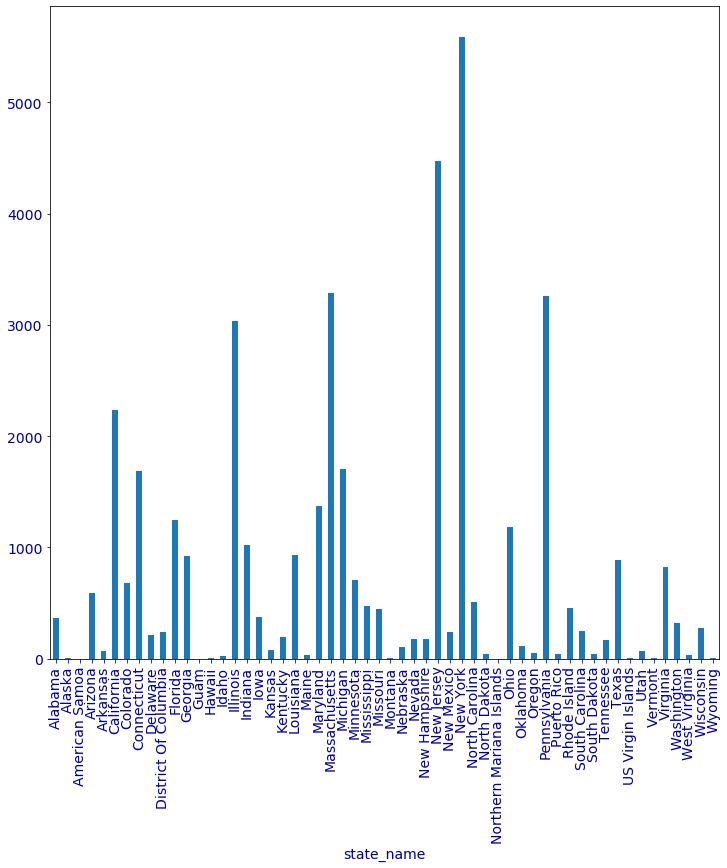 5000
4000
3000
2000
1000
0
Alabama
Alaska
American Samoa
Arizona
Arkansas
California
Colorado
Connecticut
Delaware
District Of Columbia
Florida
Georgia
Guam
Hawaii
Idaho
Illinois
Indiana
Iowa
Kansas
Kentucky
Louisiana
Maine
Maryland
Massachusetts
Michigan
Minnesota
Mississippi
Missouri
Montana
Nebraska
Nevada
New Hampshire
New Jersey
New Mexico
New York
North Carolina
North Dakota
Northern Mariana Islands
Ohio
Oklahoma
Oregon
Pennsylvania
Puerto Rico
Rhode Island
South Carolina
South Dakota
Tennessee
Texas
US Virgin Islands
Utah
Vermont
Virginia
Washington
West Virginia
Wisconsin
Wyoming
state_name